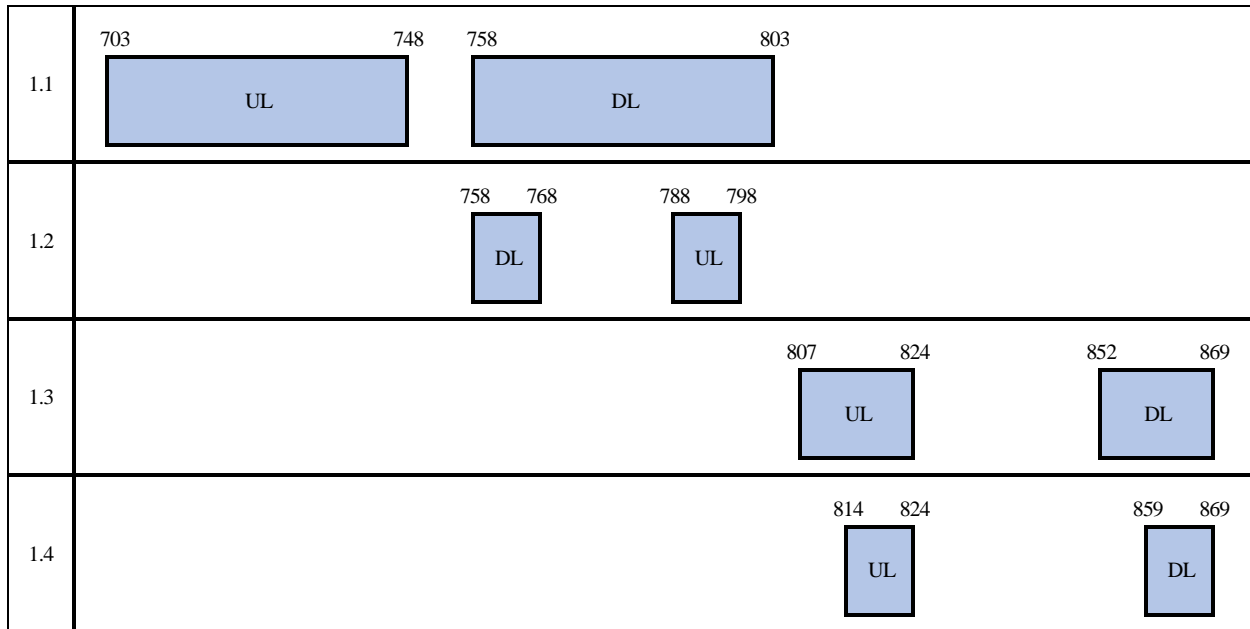 703 748 758 803
1.1 UL DL
758 768 788 798
1.2 DL UL
807 824 852 869
1.3 UL DL
814 824 859 869
1.4 UL DL